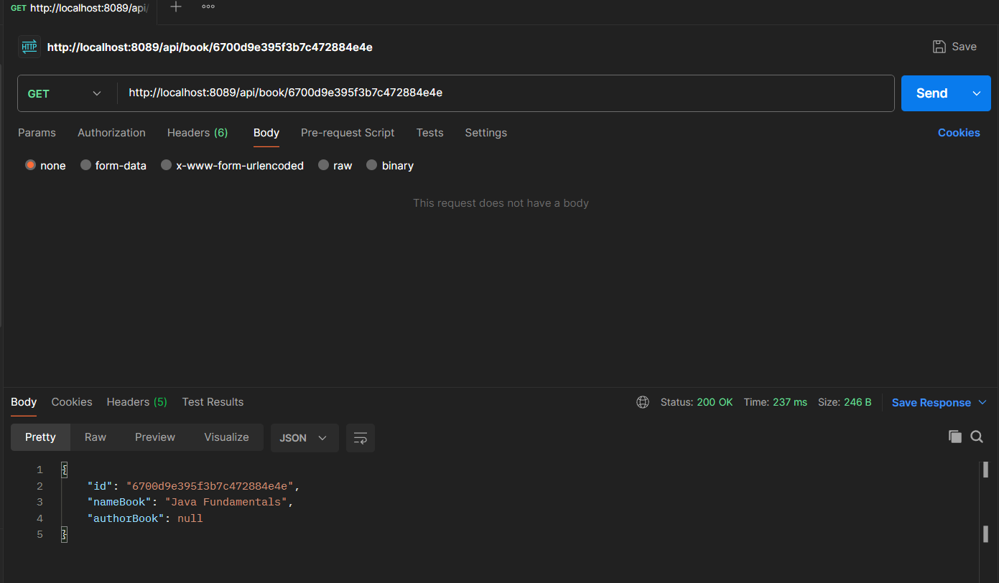 GET http://localhost:8089/api/
HTTP http://localhost:8089/api/book/6700d9e395f3b7c472884e4e Save
GET http://localhost:8089/api/book/6700d9e395f3b7c472884e4e Send
Params Authorization Headers (6) Body Pre-request Script Tests Settings Cookies
none form-data x-www-form-urlencoded raw binary
This request does not have a body
Body Cookies Headers (5) Test Results Status: 200 OK Time: 237 ms Size: 246 B Save Response
Pretty Raw Preview Visualize JSON
1 {
2 "id": "6700d9e395f3b7c472884e4e",
3 "nameBook": "Java Fundamentals",
4 "authorBook": null
5 }